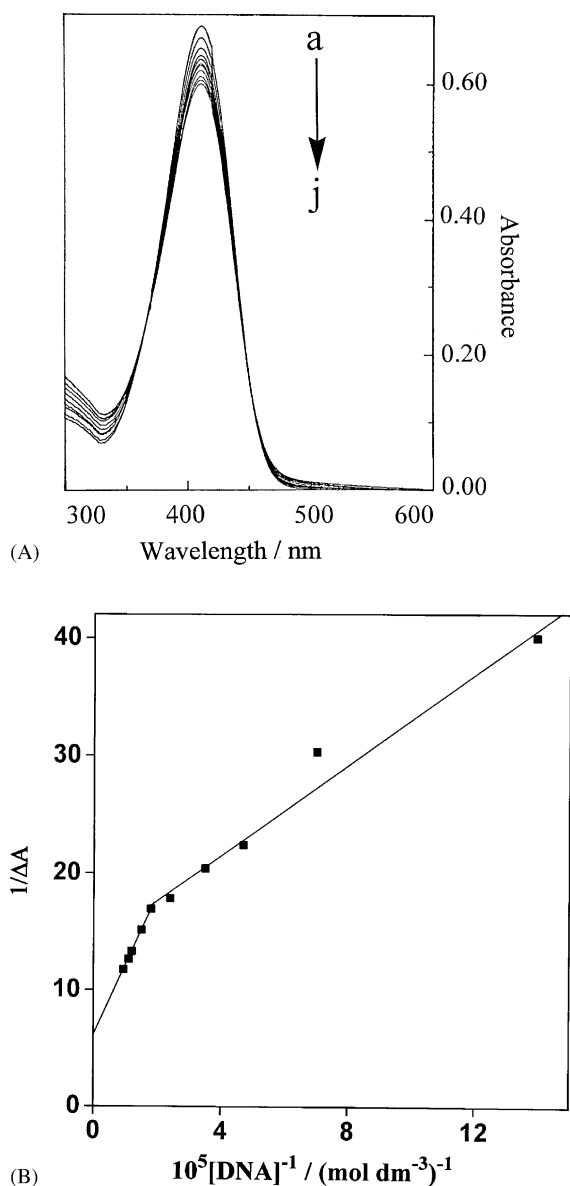 a
0.60
j
0.40
Absorbance
0.20
0.00
300 400 500 600
(A) Wavelength / nm
40
30
1/ΔA
20
10
0
0 4 8 12
(B) 10⁵[DNA]⁻¹ / (mol dm⁻³)⁻¹